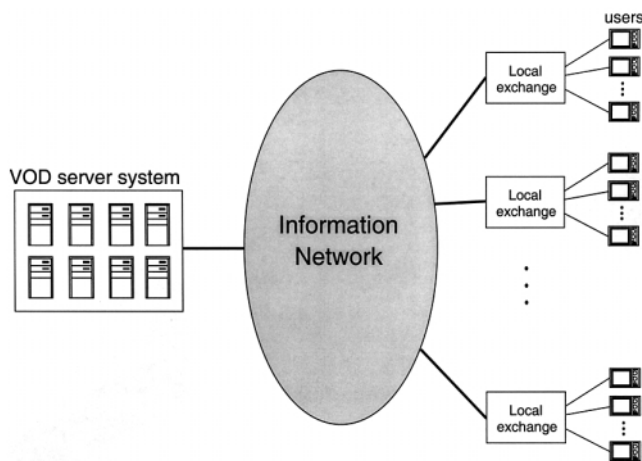 users
Local
exchange
VOD server system
Local
exchange
Information
Network
Local
exchange